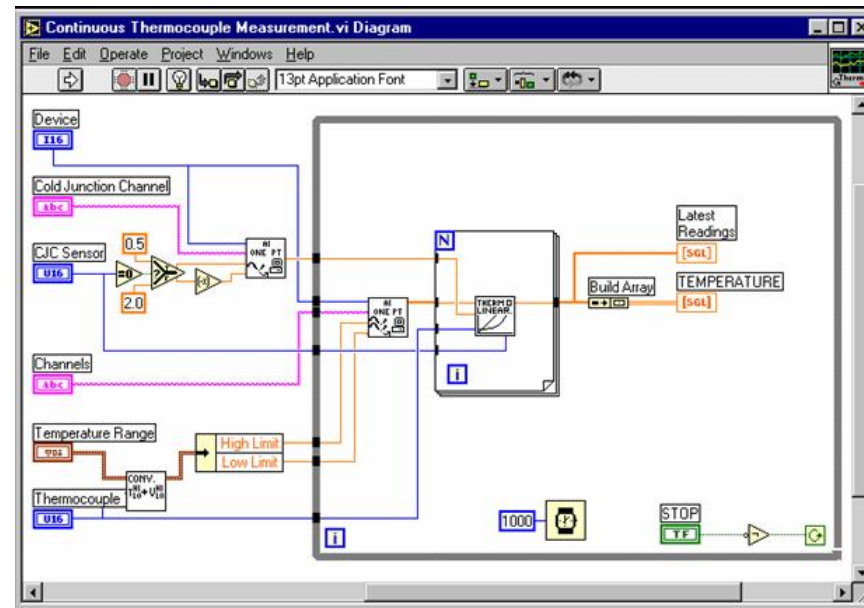 Continuous Thermocouple Measurement.vi Diagram
File Edit Operate Project Windows Help
13pt Application Font
Device
I16
Cold Junction Channel
abc
CJC Sensor
U16
0.5
=0
?
2.0
AI
ONE PT
Channels
abc
Temperature Range
Thermocouple
U16
CONV.
High Limit
Low Limit
AI
ONE PT
N
THERMO
LINEAR.
i
Latest
Readings
[SGL]
Build Array
TEMPERATURE
[SGL]
1000
STOP
TF
i